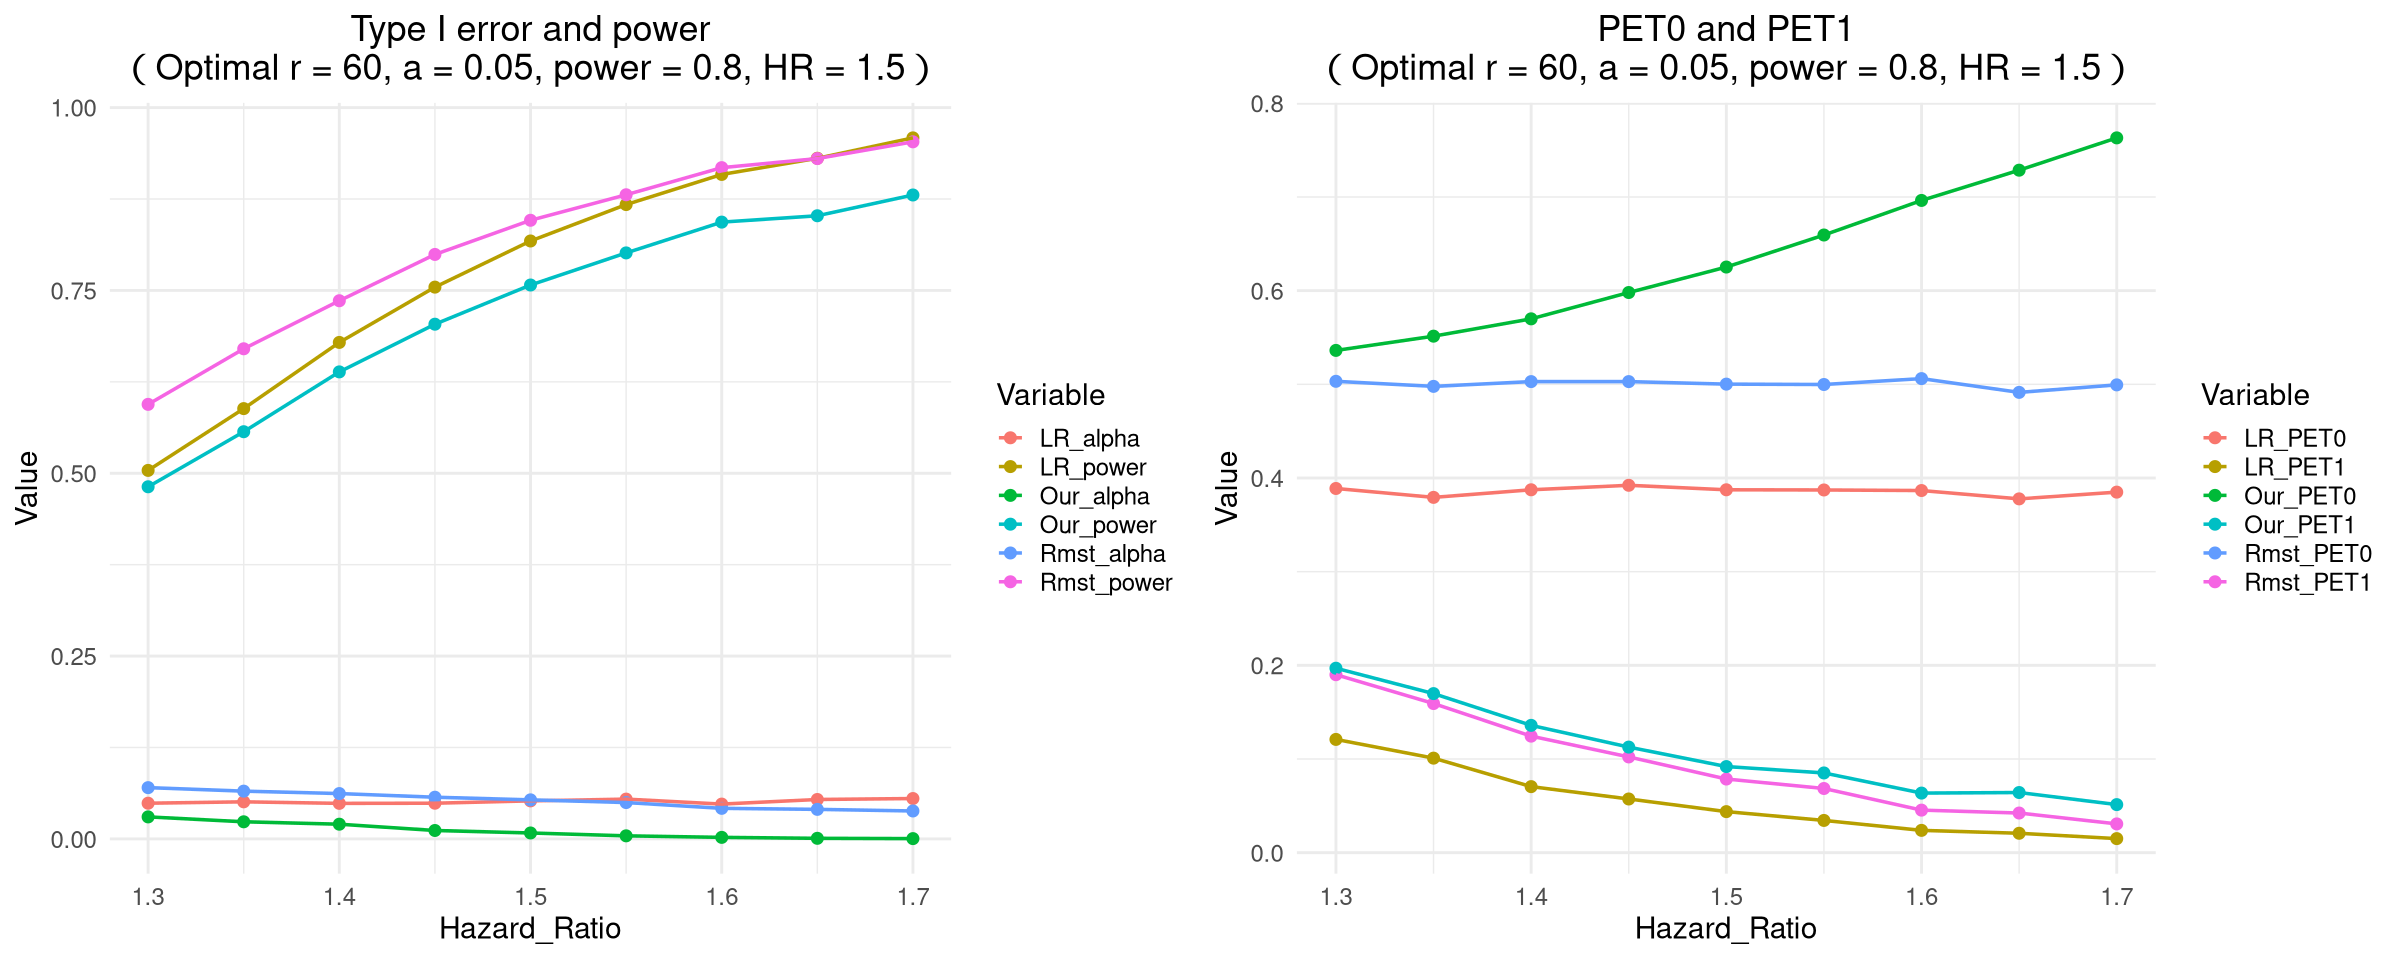 Type I error and power
( Optimal r = 60, a = 0.05, power = 0.8, HR = 1.5 )
1.00
0.75
0.50
0.25
0.00
Value
1.3 1.4 1.5 1.6 1.7
Hazard_Ratio
Variable
LR_alpha
LR_power
Our_alpha
Our_power
Rmst_alpha
Rmst_power
PET0 and PET1
( Optimal r = 60, a = 0.05, power = 0.8, HR = 1.5 )
0.8
0.6
0.4
0.2
0.0
Value
1.3 1.4 1.5 1.6 1.7
Hazard_Ratio
Variable
LR_PET0
LR_PET1
Our_PET0
Our_PET1
Rmst_PET0
Rmst_PET1